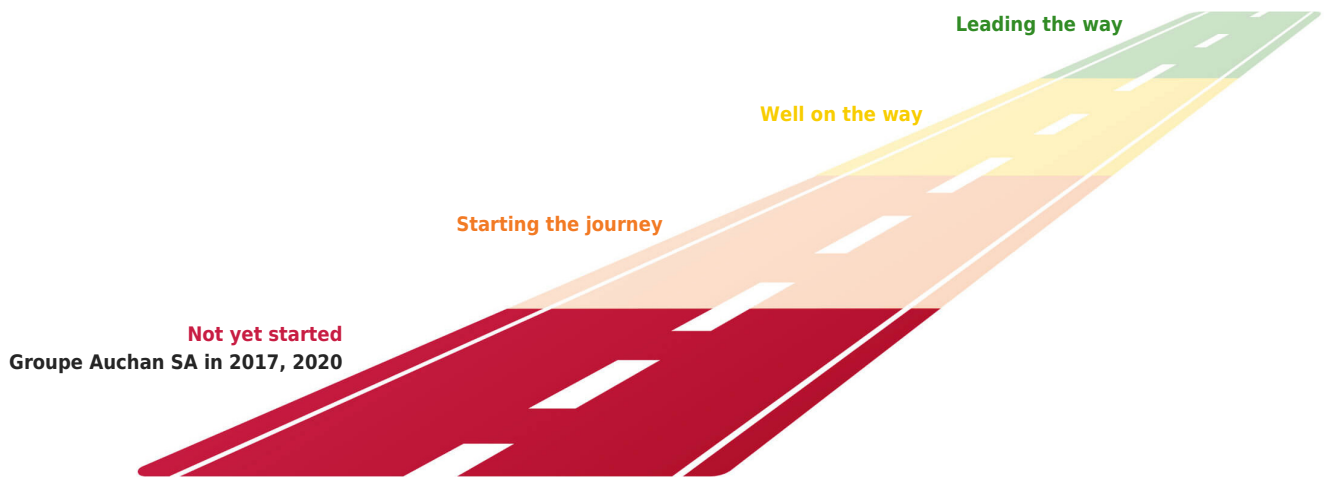 Leading the way
Well on the way
Starting the journey
Not yet started
Groupe Auchan SA in 2017, 2020